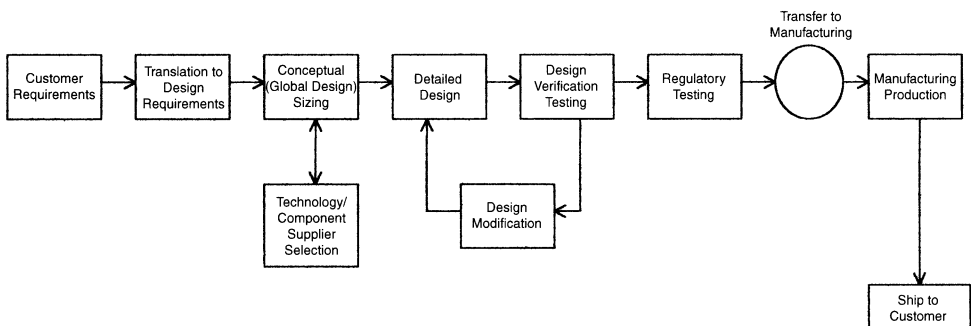 Transfer to
Manufacturing
Customer
Requirements
Translation to
Design
Requirements
Conceptual
(Global Design)
Sizing
Detailed
Design
Design
Verification
Testing
Regulatory
Testing
Manufacturing
Production
Technology/
Component
Supplier
Selection
Design
Modification
Ship to
Customer